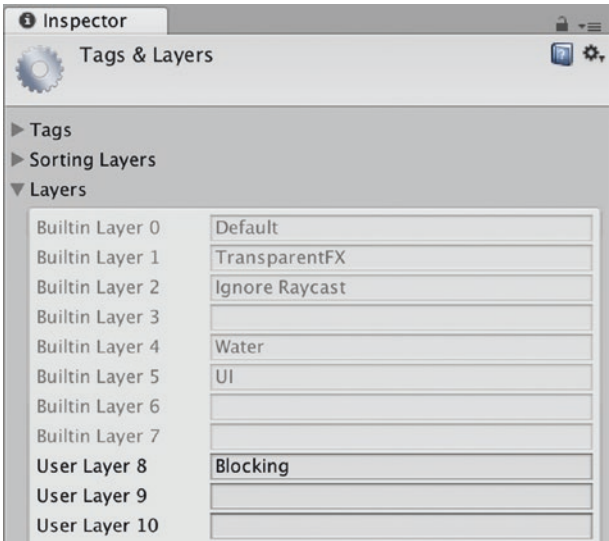 Inspector
Tags & Layers
Tags
Sorting Layers
Layers
Builtin Layer 0 Default
Builtin Layer 1 TransparentFX
Builtin Layer 2 Ignore Raycast
Builtin Layer 3
Builtin Layer 4 Water
Builtin Layer 5 UI
Builtin Layer 6
Builtin Layer 7
User Layer 8 Blocking
User Layer 9
User Layer 10